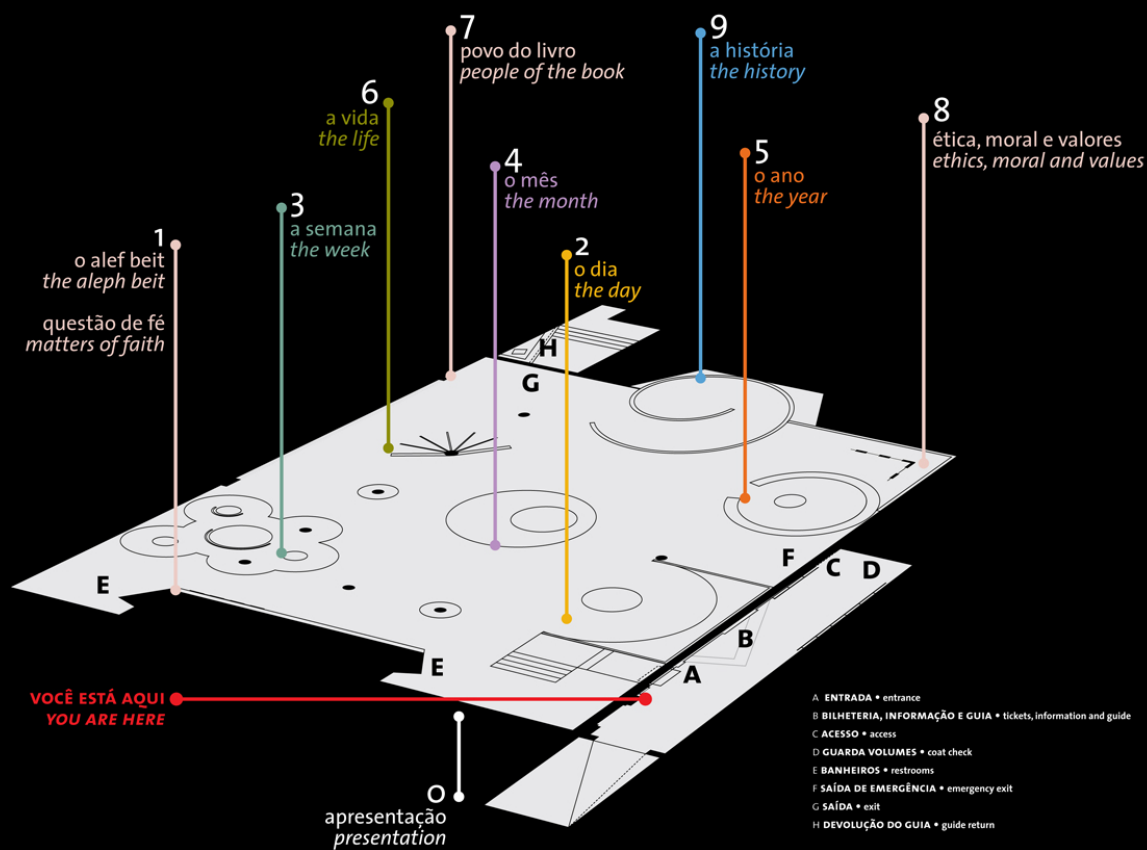 7
povo do livro
people of the book
9
a história
the history
6
a vida
the life
8
ética, moral e valores
ethics, moral and values
4
o mês
the month
5
o ano
the year
3
a semana
the week
1
o alef beit
the aleph beit
questão de fé
matters of faith
2
o dia
the day
H
G
F
C
D
E
B
E
A
VOCÊ ESTÁ AQUI
YOU ARE HERE
0
apresentação
presentation
A ENTRADA • entrance
B BILHETERIA, INFORMAÇÃO E GUIA • tickets, information and guide
C ACESSO • access
D GUARDA VOLUMES • coat check
E BANHEIROS • restrooms
F SAÍDA DE EMERGÊNCIA • emergency exit
G SAÍDA • exit
H DEVOLUÇÃO DO GUIA • guide return